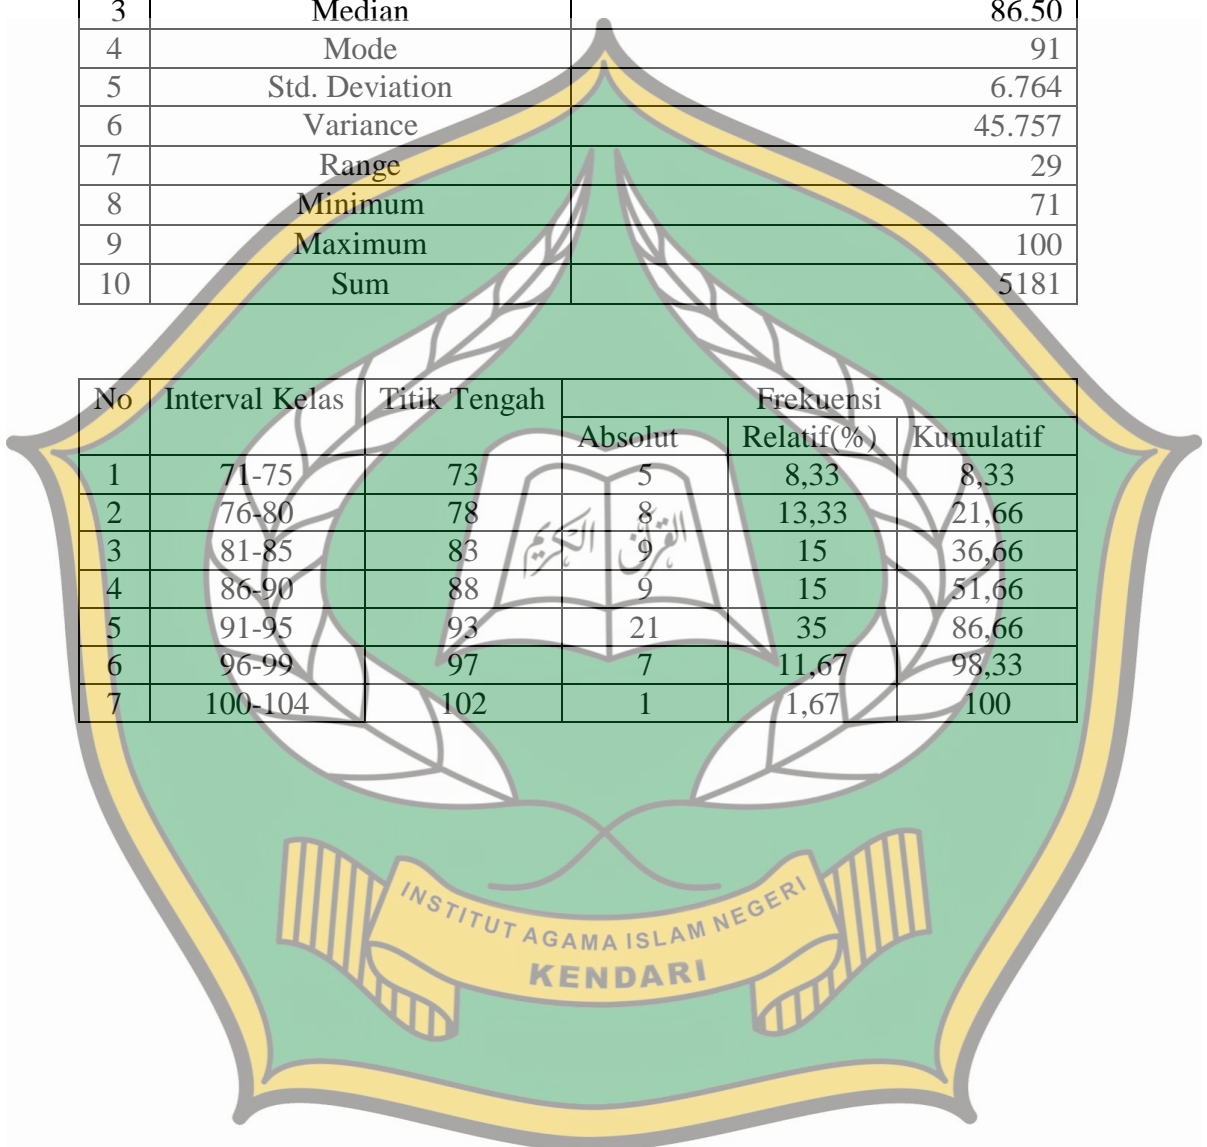 3 Median 86.50
4 Mode 91
5 Std. Deviation 6.764
6 Variance 45.757
7 Range 29
8 Minimum 71
9 Maximum 100
10 Sum 5181
No Interval Kelas Titik Tengah Frekuensi
Absolut Relatif(%) Kumulatif
1 71-75 73 5 8,33 8,33
2 76-80 78 8 13,33 21,66
3 81-85 83 9 15 36,66
4 86-90 88 9 15 51,66
5 91-95 93 21 35 86,66
6 96-99 97 7 11,67 98,33
7 100-104 102 1 1,67 100
القرآن الكريم
INSTITUT AGAMA ISLAM NEGERI
KENDARI